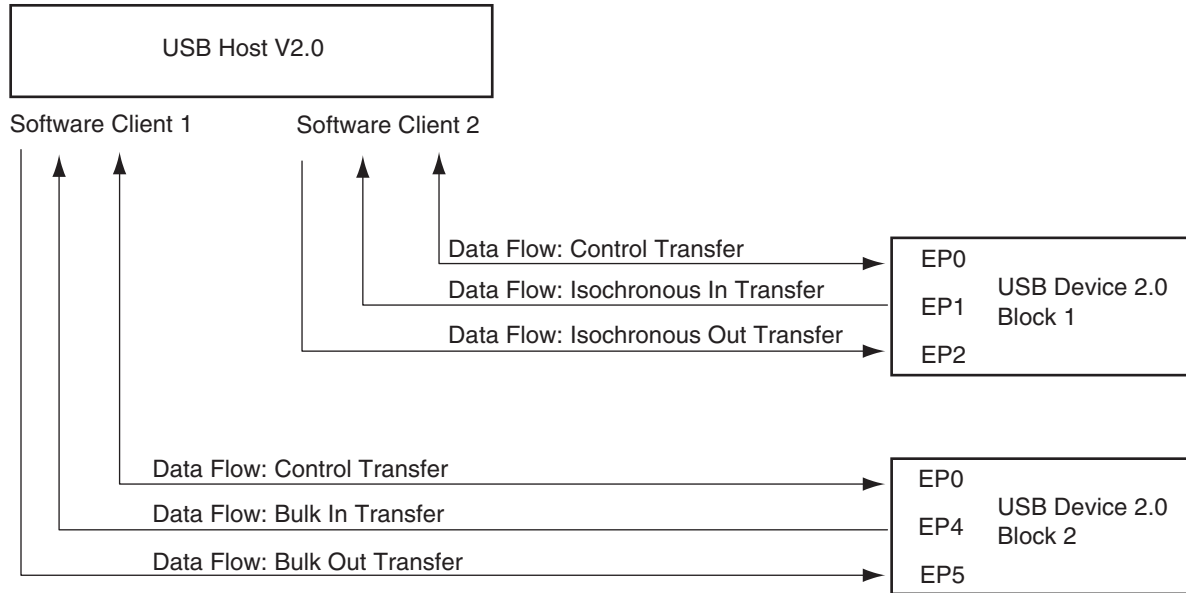 USB Host V2.0
Software Client 1
Software Client 2
Data Flow: Control Transfer
Data Flow: Isochronous In Transfer
Data Flow: Isochronous Out Transfer
EP0
EP1
EP2
USB Device 2.0
Block 1
Data Flow: Control Transfer
Data Flow: Bulk In Transfer
Data Flow: Bulk Out Transfer
EP0
EP4
EP5
USB Device 2.0
Block 2